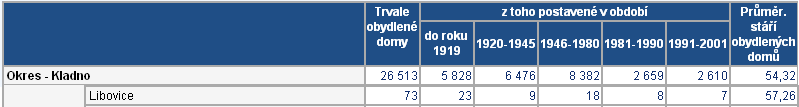 Trvale obydlené domy
z toho postavené v období
Průměr. stáří obydlených domů
do roku 1919
1920-1945
1946-1980
1981-1990
1991-2001
Okres - Kladno 26 513 5 828 6 476 8 382 2 659 2 610 54,32
Libovice 73 23 9 18 8 7 57,26